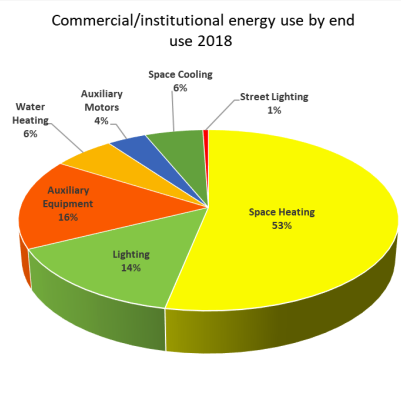 Commercial/institutional energy use by end
use 2018
Space Cooling
6%
Auxiliary
Motors
4%
Street Lighting
1%
Water
Heating
6%
Auxiliary
Equipment
16%
Space Heating
53%
Lighting
14%